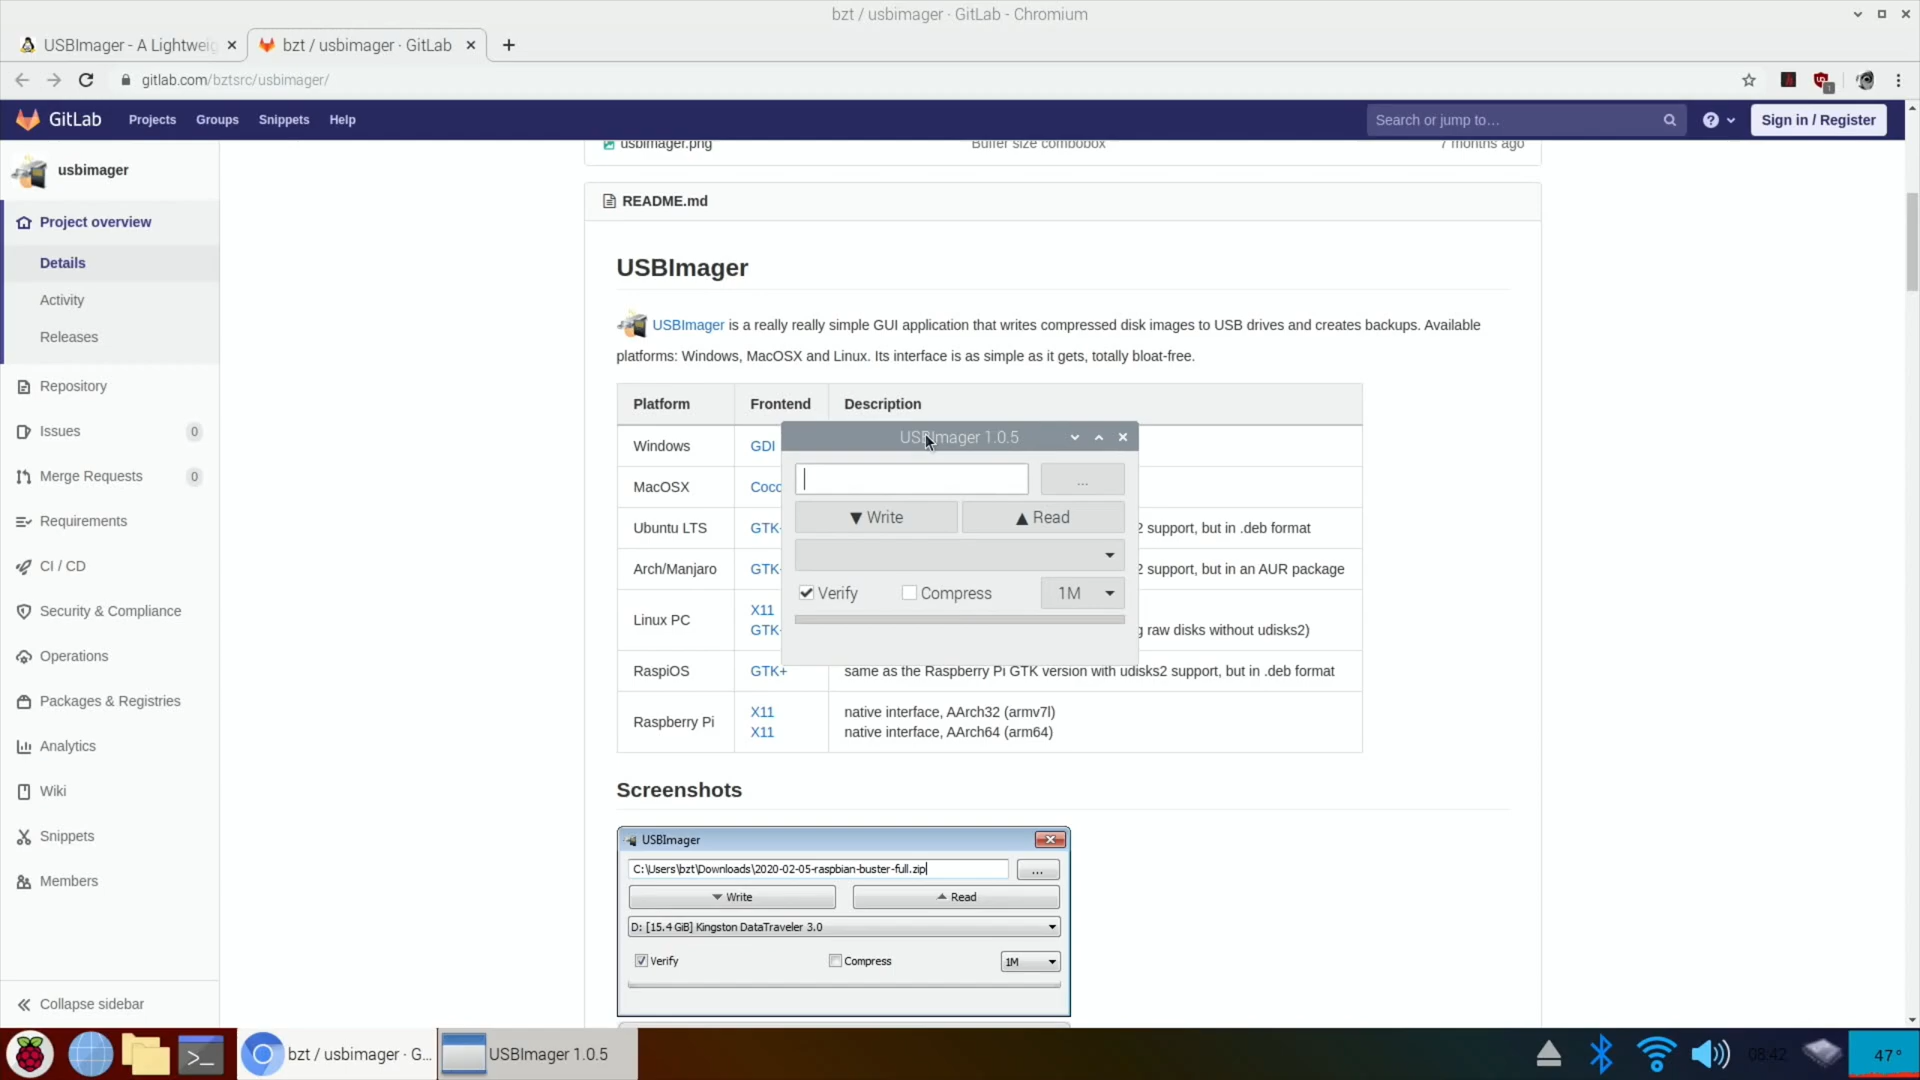 bzt / usbimager · GitLab - Chromium
USBImager - A Lightweig
bzt / usbimager · GitLab
gitlab.com/bztsrc/usbimager/
GitLab
Projects
Groups
Snippets
Help
Search or jump to...
Sign in / Register
usbimager
Project overview
Details
Activity
Releases
Repository
Issues
0
Merge Requests
0
Requirements
CI / CD
Security & Compliance
Operations
Packages & Registries
Analytics
Wiki
Snippets
Members
Collapse sidebar
usbimager.png
Buffer size combobox
7 months ago
README.md
USBImager
USBImager is a really really simple GUI application that writes compressed disk images to USB drives and creates backups. Available
platforms: Windows, MacOSX and Linux. Its interface is as simple as it gets, totally bloat-free.
Platform Frontend Description
Windows GDI
MacOSX Coco
Ubuntu LTS GTK 2 support, but in .deb format
Arch/Manjaro GTK 2 support, but in an AUR package
Linux PC X11
GTK g raw disks without udisks2)
RaspiOS GTK+ same as the Raspberry Pi GTK version with udisks2 support, but in .deb format
Raspberry Pi X11 native interface, AArch32 (armv7l)
X11 native interface, AArch64 (arm64)
USBImager 1.0.5
...
▼ Write
▲ Read
Verify
Compress
1M
Screenshots
USBImager
C:\Users\bzt\Downloads\2020-02-05-raspbian-buster-full.zip
...
Write
Read
D: [15.4 GiB] Kingston DataTraveler 3.0
Verify
Compress
1M
bzt / usbimager · G...
USBImager 1.0.5
08:42
47°